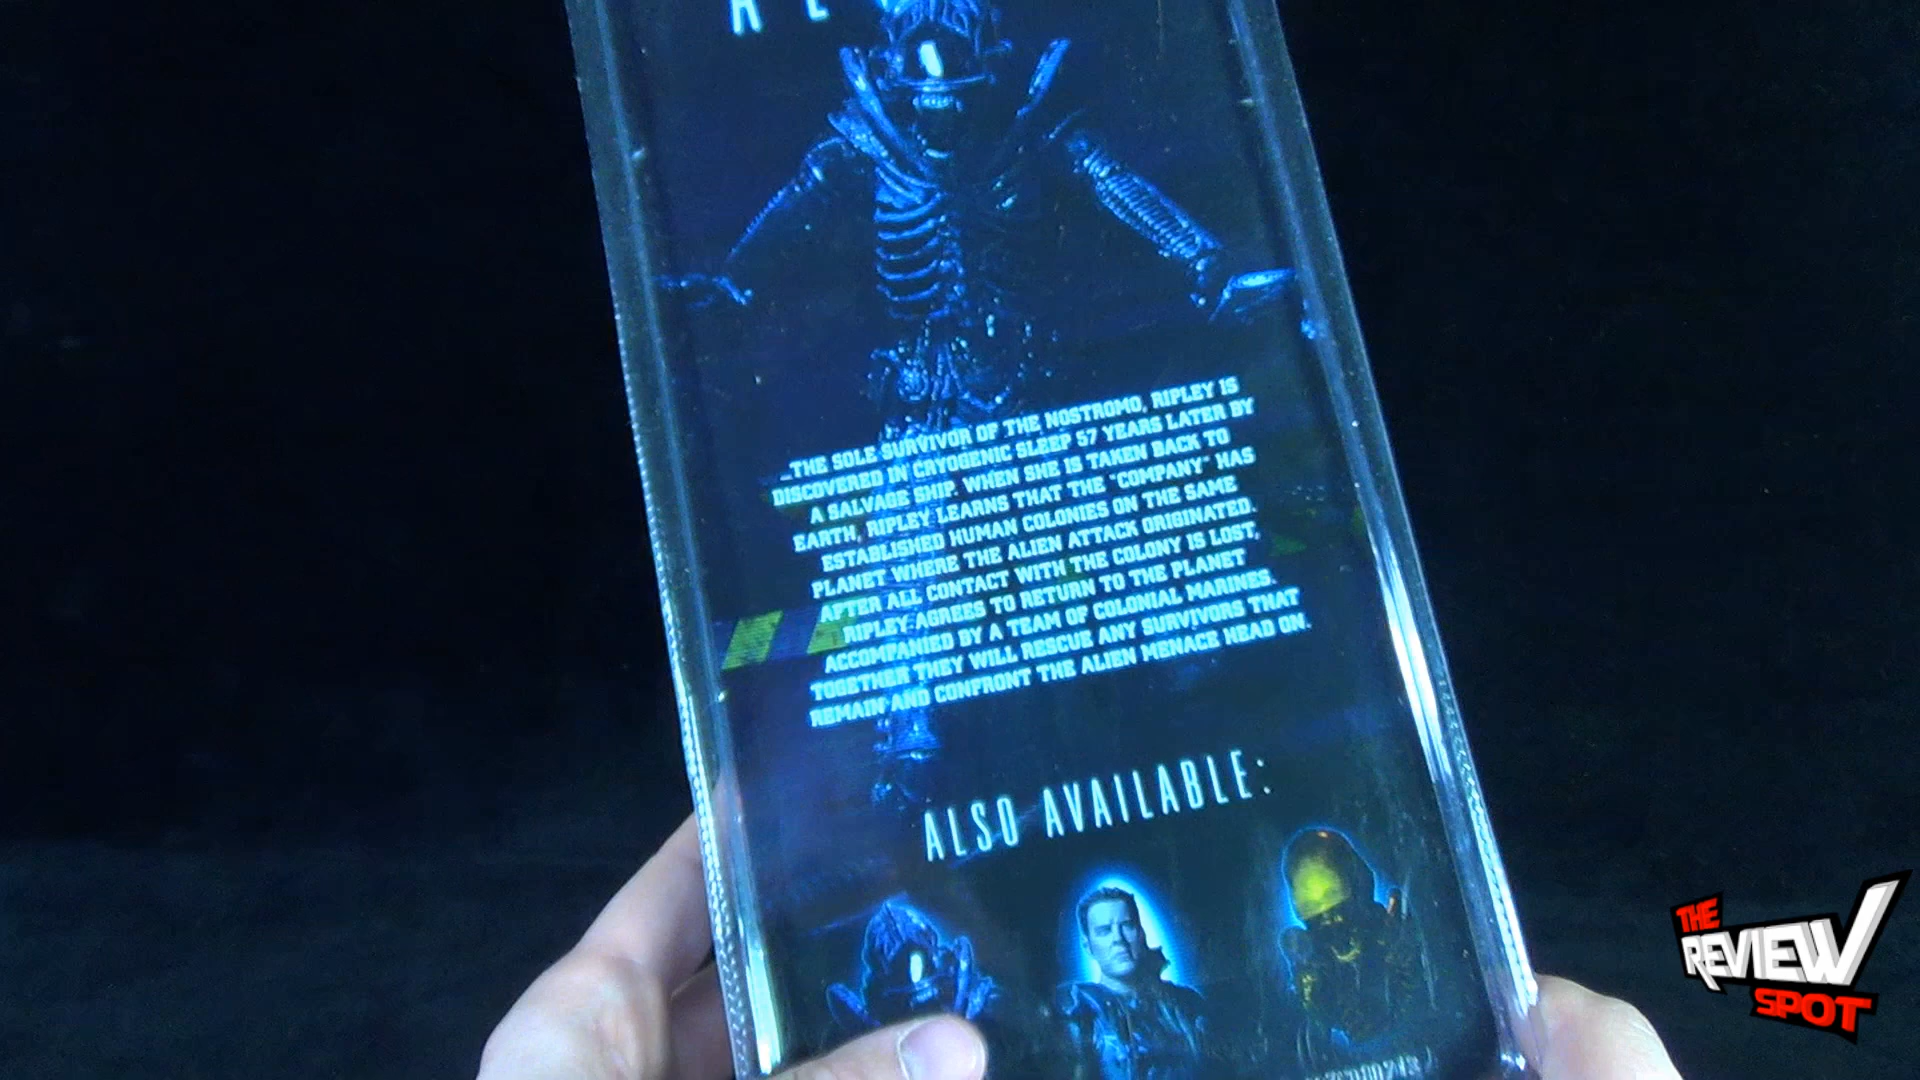 A L
...THE SOLE SURVIVOR OF THE NOSTROMO, RIPLEY IS
DISCOVERED IN CRYOGENIC SLEEP 57 YEARS LATER BY
A SALVAGE SHIP. WHEN SHE IS TAKEN BACK TO
EARTH, RIPLEY LEARNS THAT THE "COMPANY" HAS
ESTABLISHED HUMAN COLONIES ON THE SAME
PLANET WHERE THE ALIEN ATTACK ORIGINATED.
AFTER ALL CONTACT WITH THE COLONY IS LOST,
RIPLEY AGREES TO RETURN TO THE PLANET
ACCOMPANIED BY A TEAM OF COLONIAL MARINES.
TOGETHER THEY WILL RESCUE ANY SURVIVORS THAT
REMAIN AND CONFRONT THE ALIEN MENACE HEAD ON.
ALSO AVAILABLE:
THE
REVIEW
SPOT